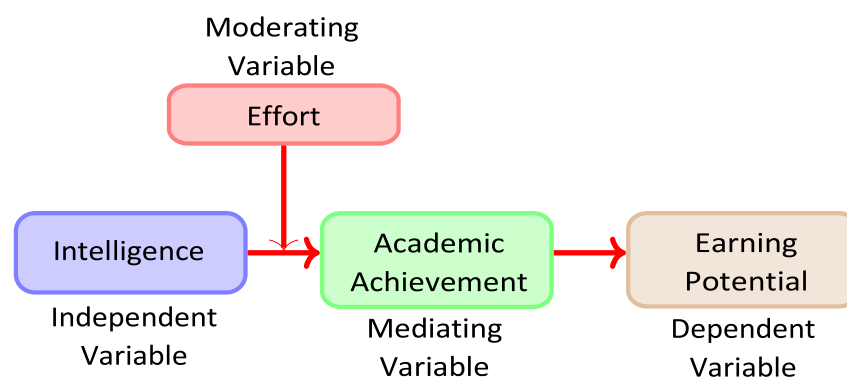 Moderating
Variable
Effort
Intelligence
Independent
Variable
Academic
Achievement
Mediating
Variable
Earning
Potential
Dependent
Variable